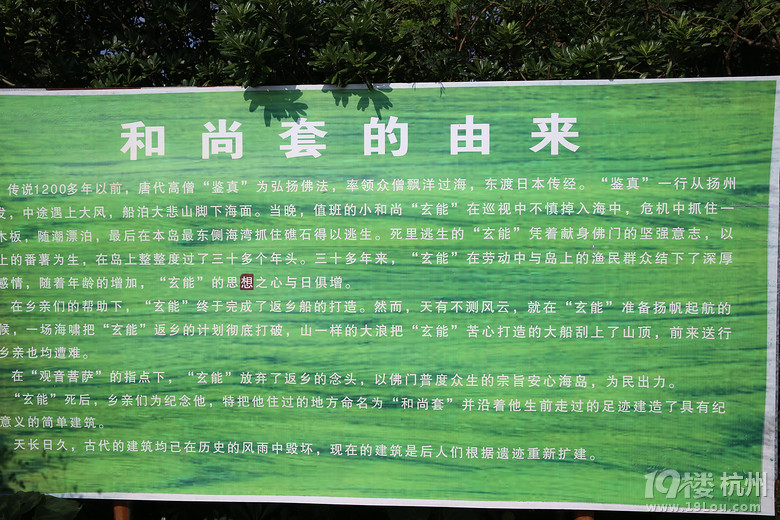 和尚套的由来
传说1200多年以前，唐代高僧“鉴真”为弘扬佛法，率领众僧飘洋过海，东渡日本传经。“鉴真”一行从扬州
发，中途遇上大风，船泊大悲山脚下海面。当晚，值班的小和尚“玄能”在巡视中不慎掉入海中，危机中抓住一
木板，随潮漂泊，最后在本岛最东侧海湾抓住礁石得以逃生。死里逃生的“玄能”凭着献身佛门的坚强意志，以
上的番薯为生，在岛上整整度过了三十多个年头。三十多年来，“玄能”在劳动中与岛上的渔民群众结下了深厚
感情，随着年龄的增加，“玄能”的思想之心与日俱增。
在乡亲们的帮助下，“玄能”终于完成了返乡船的打造。然而，天有不测风云，就在“玄能”准备扬帆起航的
候，一场海啸把“玄能”返乡的计划彻底打破，山一样的大浪把“玄能”苦心打造的大船刮上了山顶，前来送行
乡亲也均遭难。
在“观音菩萨”的指点下，“玄能”放弃了返乡的念头，以佛门普度众生的宗旨安心海岛，为民出力。
“玄能”死后，乡亲们为纪念他，特把他住过的地方命名为“和尚套”并沿着他生前走过的足迹建造了具有纪
意义的简单建筑。
天长日久，古代的建筑均己在历史的风雨中毁坏，现在的建筑是后人们根据遗迹重新扩建。
19楼 杭州
www.19lou.com